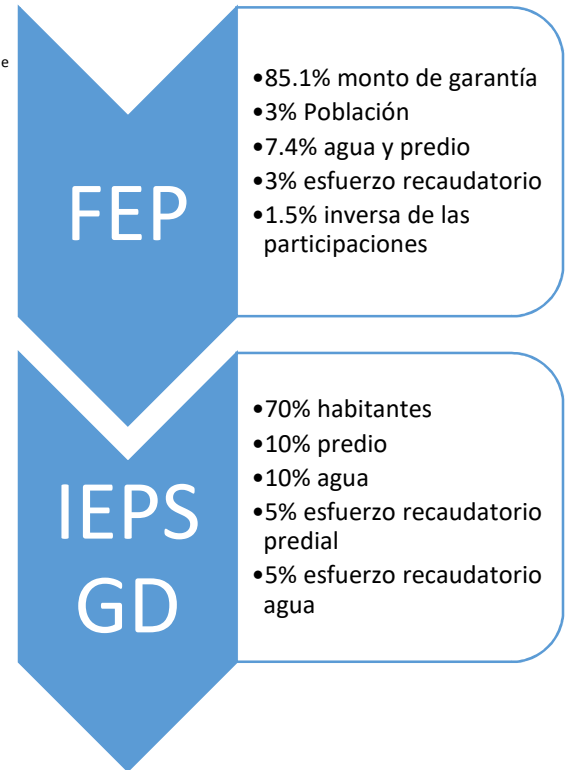 e
FEP
•85.1% monto de garantía
•3% Población
•7.4% agua y predio
•3% esfuerzo recaudatorio
•1.5% inversa de las
participaciones
IEPS
GD
•70% habitantes
•10% predio
•10% agua
•5% esfuerzo recaudatorio
predial
•5% esfuerzo recaudatorio
agua